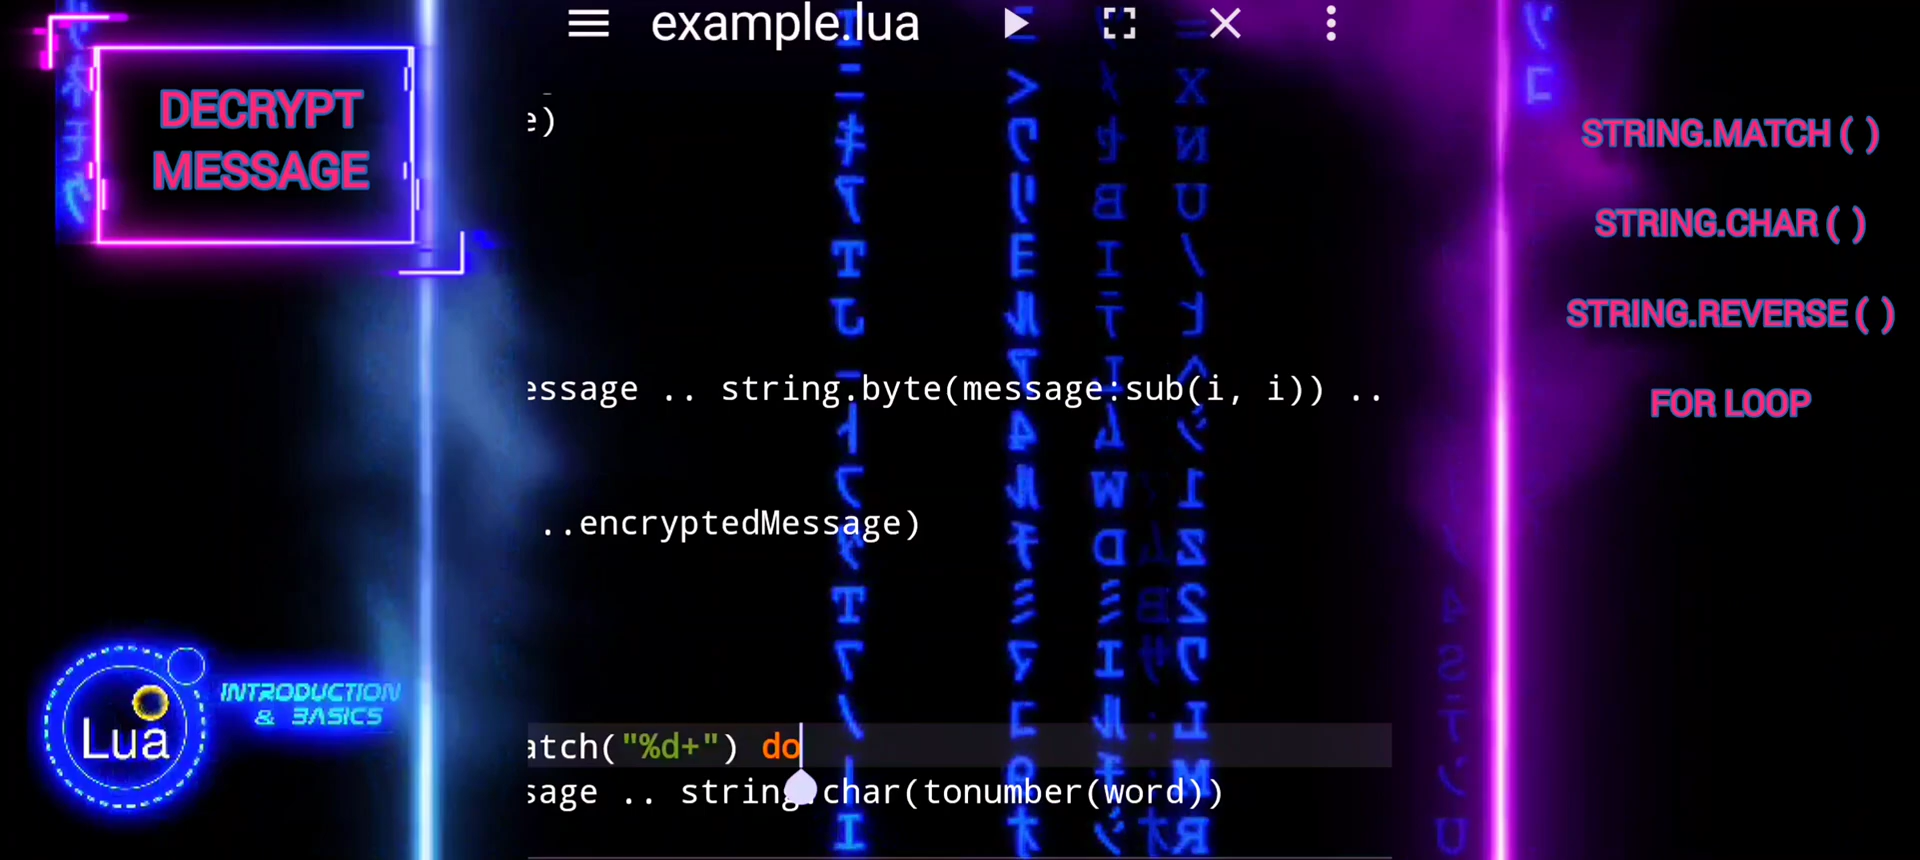 DECRYPT
MESSAGE
example.lua
e)
essage .. string.byte(message:sub(i, i)) ..
..encryptedMessage)
atch("%d+") do
sage .. string.char(tonumber(word))
STRING.MATCH ( )
STRING.CHAR ( )
STRING.REVERSE ( )
FOR LOOP
Lua
INTRODUCTION
& BASICS